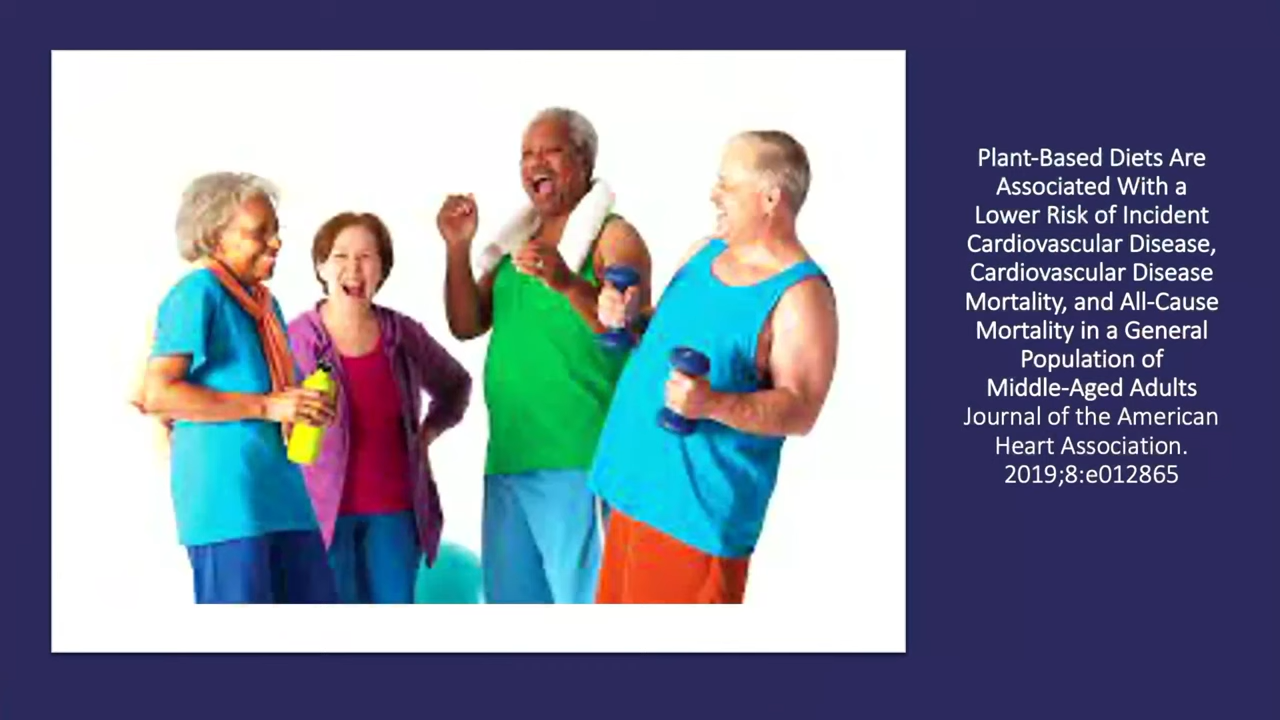 Plant-Based Diets Are
Associated With a
Lower Risk of Incident
Cardiovascular Disease,
Cardiovascular Disease
Mortality, and All-Cause
Mortality in a General
Population of
Middle-Aged Adults
Journal of the American
Heart Association.
2019;8:e012865